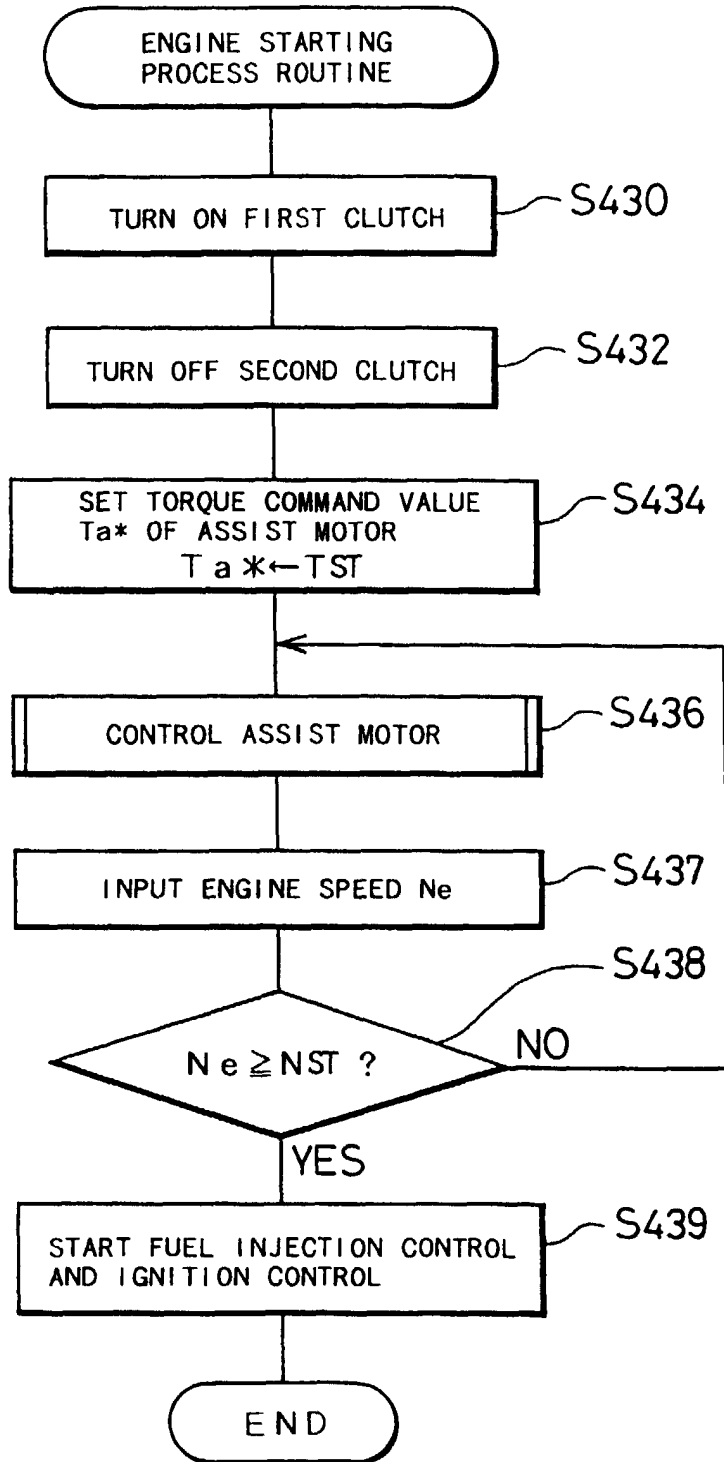 ENGINE STARTING
PROCESS ROUTINE
TURN ON FIRST CLUTCH
S430
TURN OFF SECOND CLUTCH
S432
SET TORQUE COMMAND VALUE
Ta* OF ASSIST MOTOR
Ta*←TST
S434
CONTROL ASSIST MOTOR
S436
INPUT ENGINE SPEED Ne
S437
S438
Ne≧NST ?
NO
YES
START FUEL INJECTION CONTROL
AND IGNITION CONTROL
S439
END